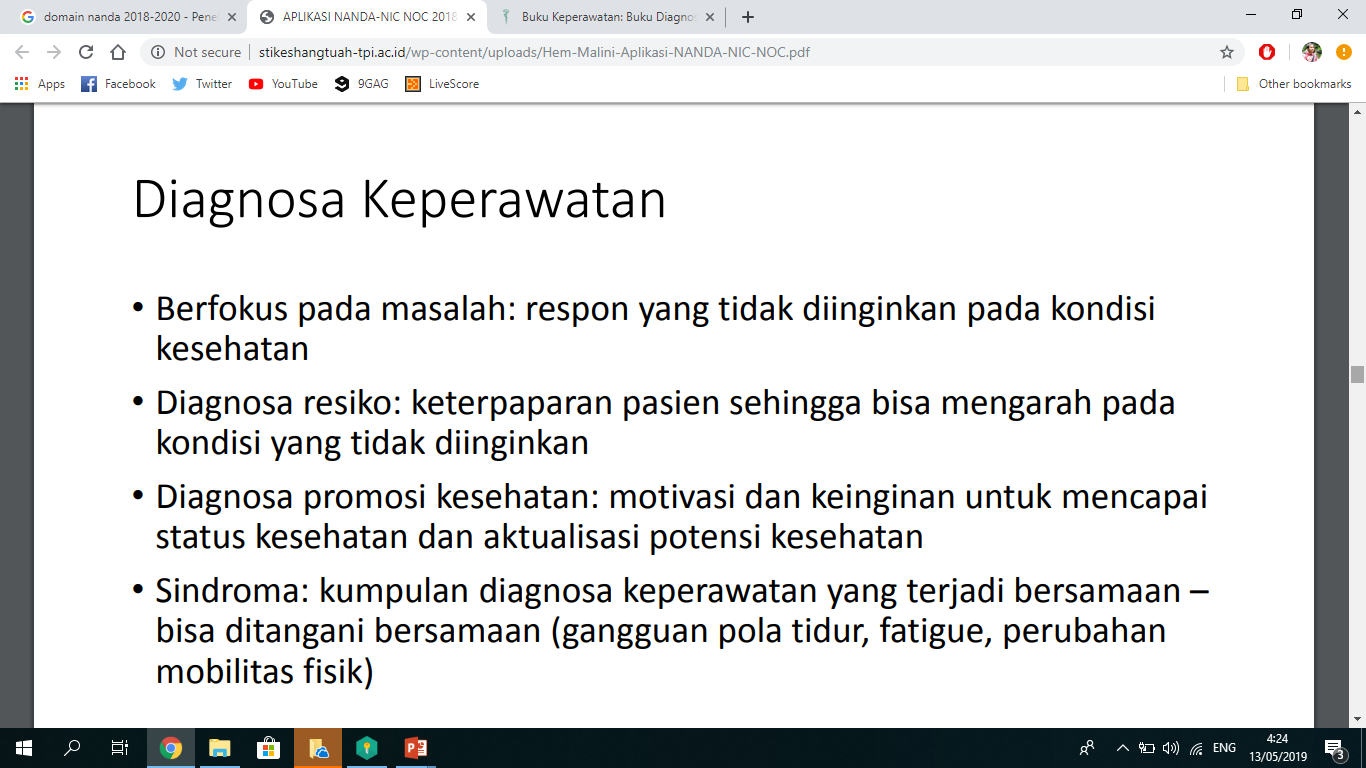 domain nanda 2018-2020 - Pene
APLIKASI NANDA-NIC NOC 2018
Buku Keperawatan: Buku Diagnos
Not secure
stikeshangtuah-tpi.ac.id/wp-content/uploads/Hem-Malini-Aplikasi-NANDA-NIC-NOC.pdf
Apps
Facebook
Twitter
YouTube
9GAG
LiveScore
Other bookmarks
Diagnosa Keperawatan
• Berfokus pada masalah: respon yang tidak diinginkan pada kondisi
kesehatan
• Diagnosa resiko: keterpaparan pasien sehingga bisa mengarah pada
kondisi yang tidak diinginkan
• Diagnosa promosi kesehatan: motivasi dan keinginan untuk mencapai
status kesehatan dan aktualisasi potensi kesehatan
• Sindroma: kumpulan diagnosa keperawatan yang terjadi bersamaan –
bisa ditangani bersamaan (gangguan pola tidur, fatigue, perubahan
mobilitas fisik)
ENG
4:24
13/05/2019
3